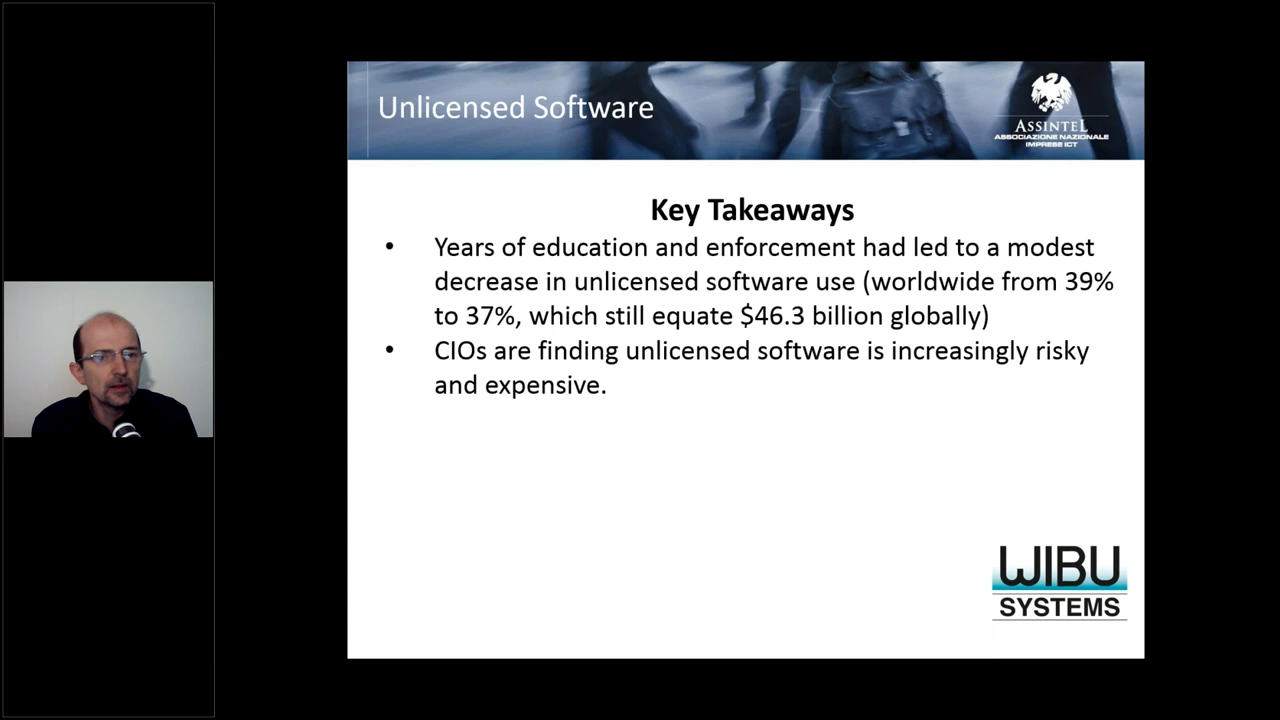 Unlicensed Software
ASSINTEL
ASSOCIAZIONE NAZIONALE
IMPRESE ICT
Key Takeaways
• Years of education and enforcement had led to a modest
decrease in unlicensed software use (worldwide from 39%
to 37%, which still equate $46.3 billion globally)
• CIOs are finding unlicensed software is increasingly risky
and expensive.
WIBU
SYSTEMS